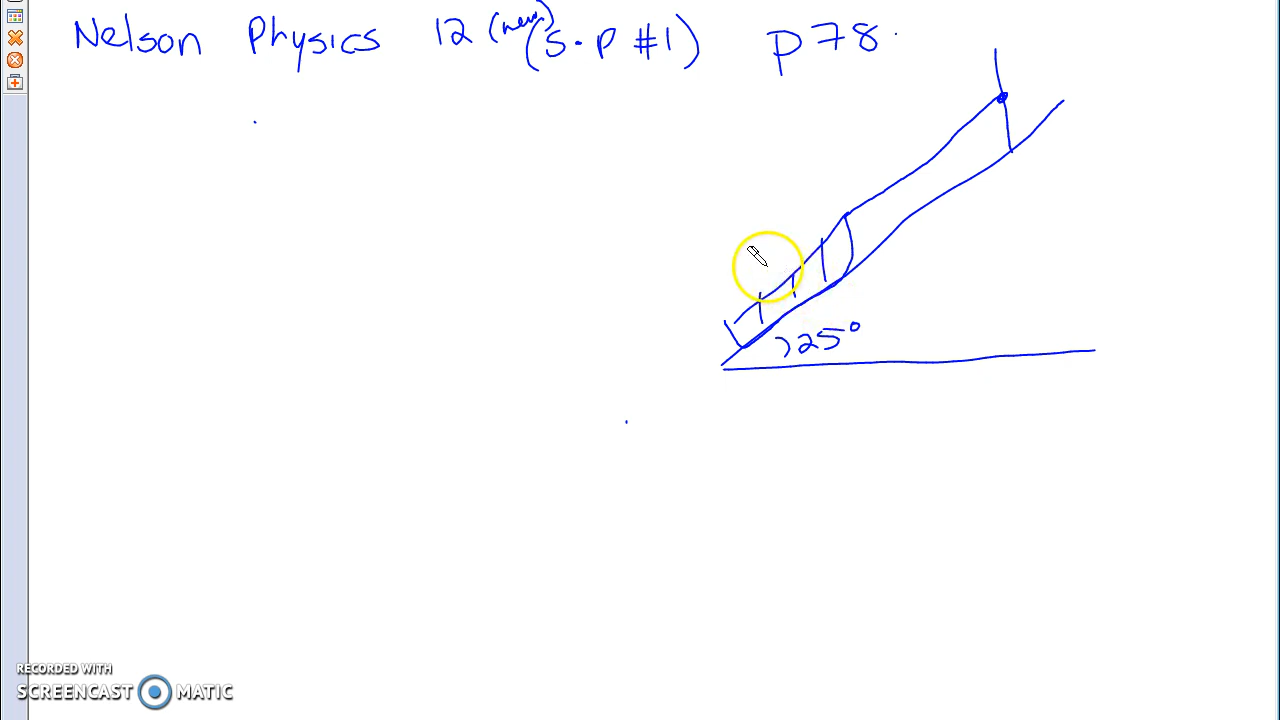 Nelson Physics 12 (new) (S.P #1) p78.
25°
RECORDED WITH
SCREENCAST MATIC